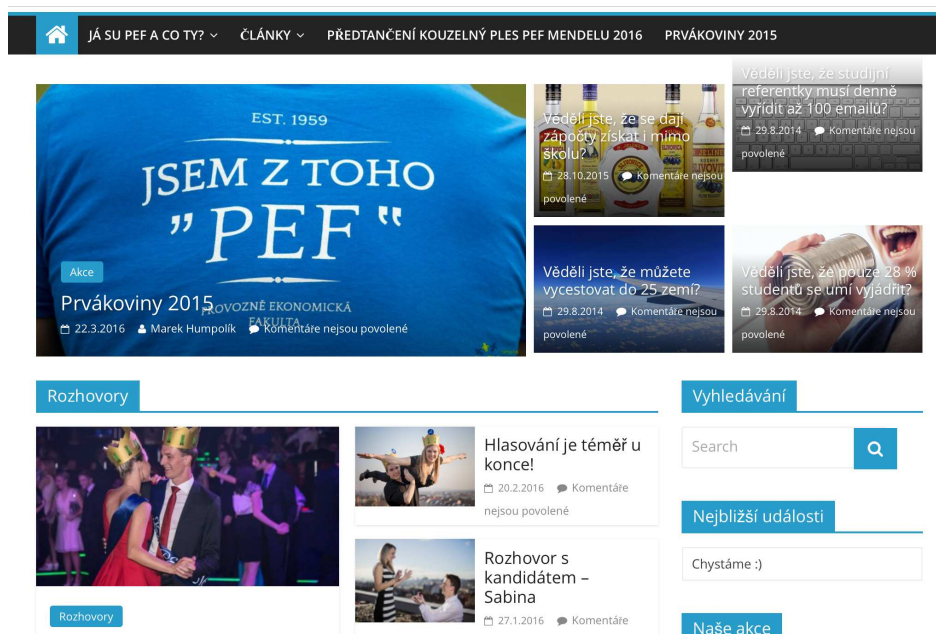 JÁ SU PEF A CO TY?
ČLÁNKY
PŘEDTANČENÍ KOUZELNÝ PLES PEF MENDELU 2016
PRVÁKOVINY 2015
EST. 1959
JSEM Z TOHO
„PEF“
PROVOZNĚ EKONOMICKÁ
FAKULTA
Akce
Prvákoviny 2015
22.3.2016 Marek Humpolík Komentáře nejsou povolené
Věděli jste, že se dají
zápočty získat i mimo
školu?
28.10.2015 Komentáře nejsou
povolené
Věděli jste, že studijní
referentky musí denně
vyřídit až 100 emailů?
29.8.2014 Komentáře nejsou
povolené
Věděli jste, že můžete
vycestovat do 25 zemí?
29.8.2014 Komentáře nejsou
povolené
Věděli jste, že pouze 28 %
studentů se umí vyjádřit?
29.8.2014 Komentáře nejsou
povolené
Rozhovory
Rozhovory
Hlasování je téměř u
konce!
20.2.2016 Komentáře
nejsou povolené
Rozhovor s
kandidátem –
Sabina
27.1.2016 Komentáře
Vyhledávání
Search
Nejbližší události
Chystáme :)
Naše akce